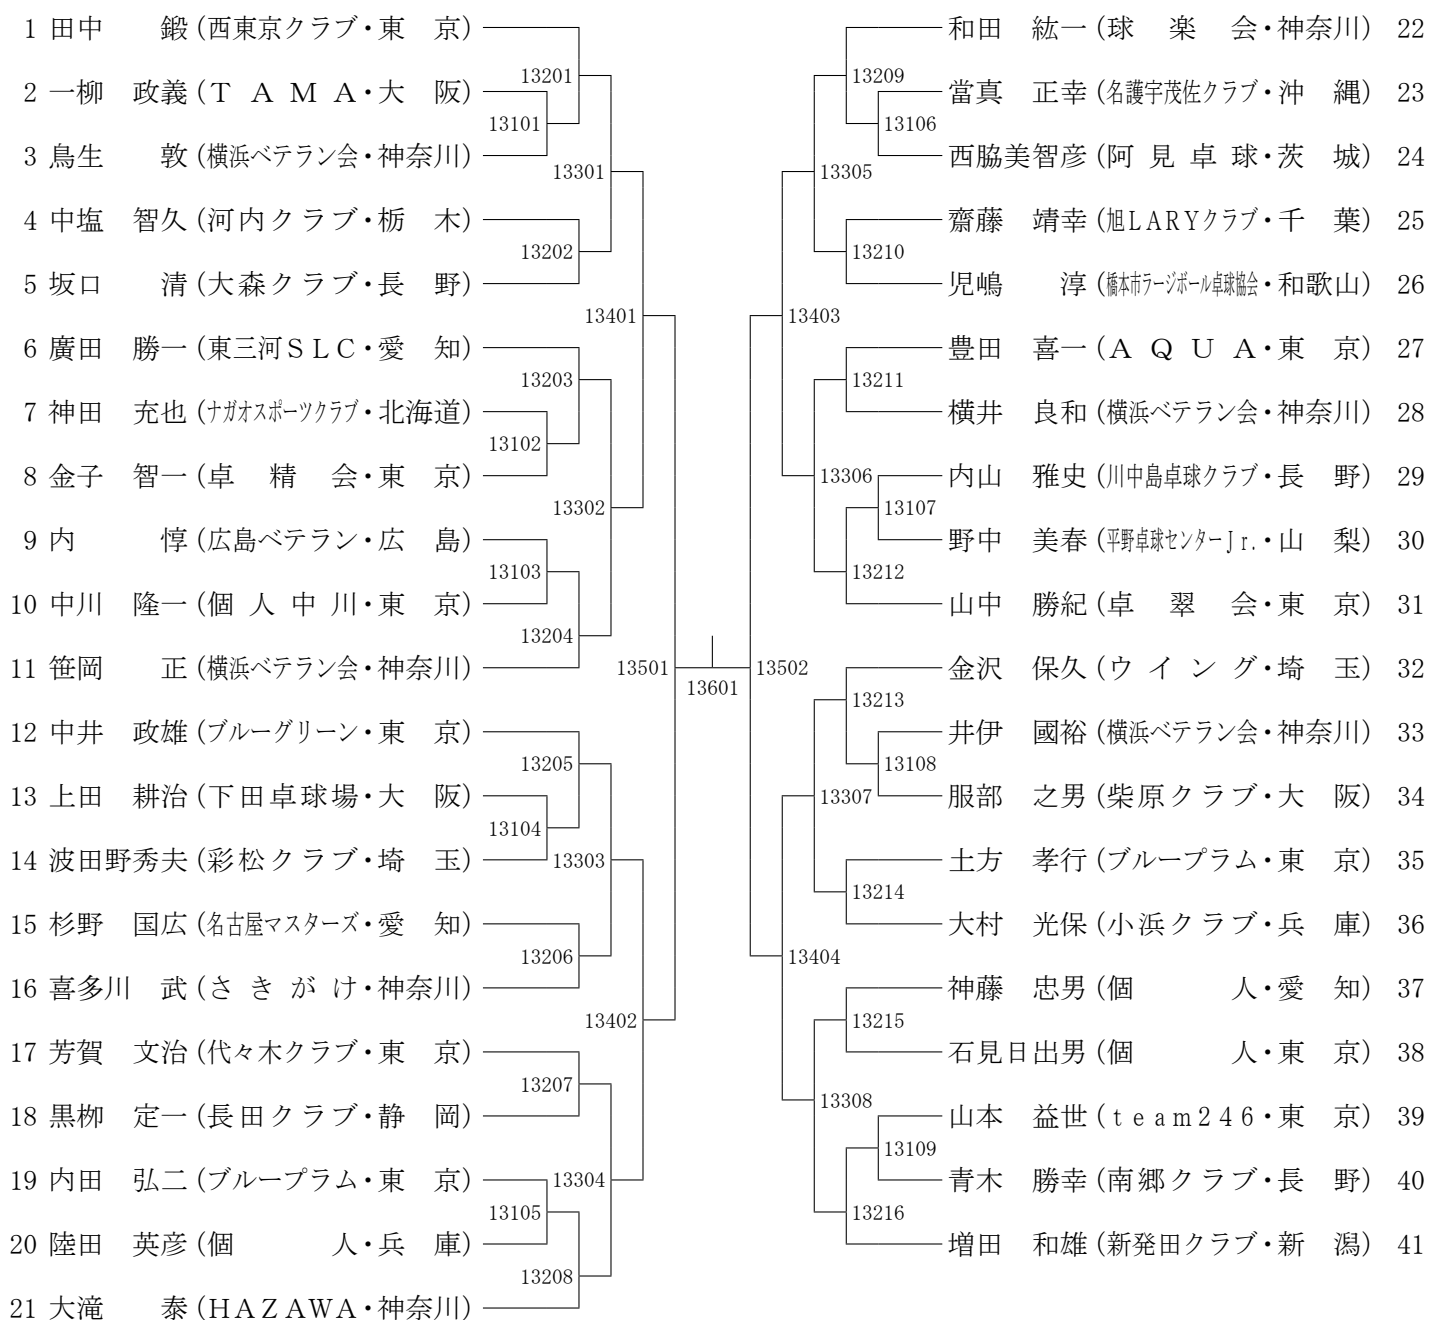 1 田中　鍛(西東京クラブ・東　京)
13201
2 一柳　政義(ＴＡＭＡ・大　阪)
13101
3 鳥生　敦(横浜ベテラン会・神奈川)
13301
4 中塩　智久(河内クラブ・栃　木)
13202
5 坂口　清(大森クラブ・長　野)
13401
6 廣田　勝一(東三河ＳＬＣ・愛　知)
13203
7 神田　充也(ナガオスポーツクラブ・北海道)
13102
8 金子　智一(卓　精　会・東　京)
13302
9 内　惇(広島ベテラン・広　島)
13103
10 中川　隆一(個人中川・東　京)
13204
11 笹岡　正(横浜ベテラン会・神奈川)
13501
12 中井　政雄(ブルーグリーン・東　京)
13205
13 上田　耕治(下田卓球場・大　阪)
13104
14 波田野秀夫(彩松クラブ・埼　玉)
13303
15 杉野　国広(名古屋マスターズ・愛　知)
13206
16 喜多川　武(さきがけ・神奈川)
13402
17 芳賀　文治(代々木クラブ・東　京)
13207
18 黒栁　定一(長田クラブ・静　岡)
19 内田　弘二(ブループラム・東　京)
13304
13105
20 陸田　英彦(個　人・兵　庫)
13208
21 大滝　泰(ＨＡＺＡＷＡ・神奈川)
13601
和田　紘一(球　楽　会・神奈川) 22
13209
當真　正幸(名護宇茂佐クラブ・沖　縄) 23
13106
西脇美智彦(阿見卓球・茨　城) 24
13305
齋藤　靖幸(旭ＬＡＲＹクラブ・千　葉) 25
13210
児嶋　淳(橋本市ラージボール卓球協会・和歌山) 26
13403
豊田　喜一(ＡＱＵＡ・東　京) 27
13211
横井　良和(横浜ベテラン会・神奈川) 28
13306
内山　雅史(川中島卓球クラブ・長　野) 29
13107
野中　美春(平野卓球センターＪｒ.・山　梨) 30
13212
山中　勝紀(卓　翠　会・東　京) 31
13502
金沢　保久(ウイング・埼　玉) 32
13213
井伊　國裕(横浜ベテラン会・神奈川) 33
13108
服部　之男(柴原クラブ・大　阪) 34
13307
土方　孝行(ブループラム・東　京) 35
13214
大村　光保(小浜クラブ・兵　庫) 36
13404
神藤　忠男(個　人・愛　知) 37
13215
石見日出男(個　人・東　京) 38
13308
山本　益世(ｔｅａｍ２４６・東　京) 39
13109
青木　勝幸(南郷クラブ・長　野) 40
13216
増田　和雄(新発田クラブ・新　潟) 41